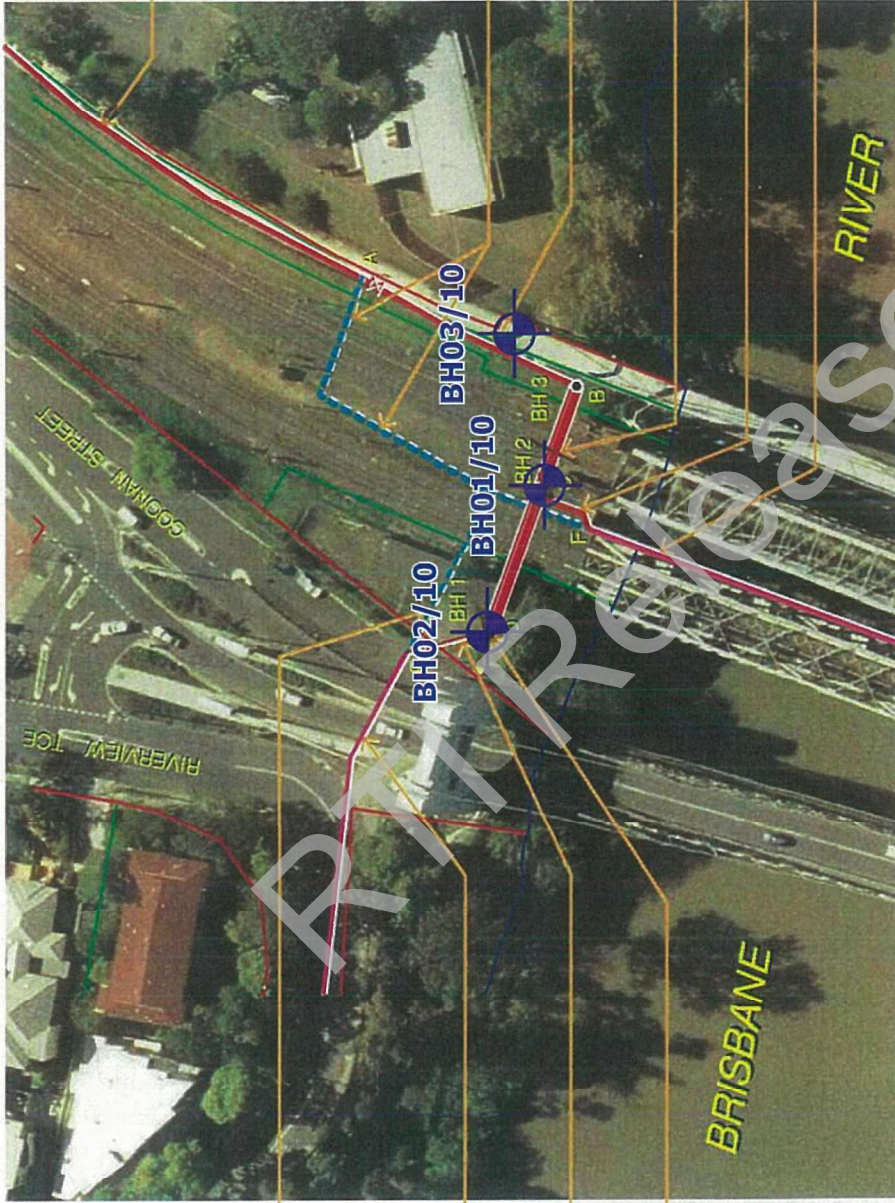 RIVER
A
BH03/10
COONAN STREET
BH 3
B
BH01/10
BH 2
F
BH02/10
BH 1
RIVERVIEW TCE
BRISBANE
RTI Release